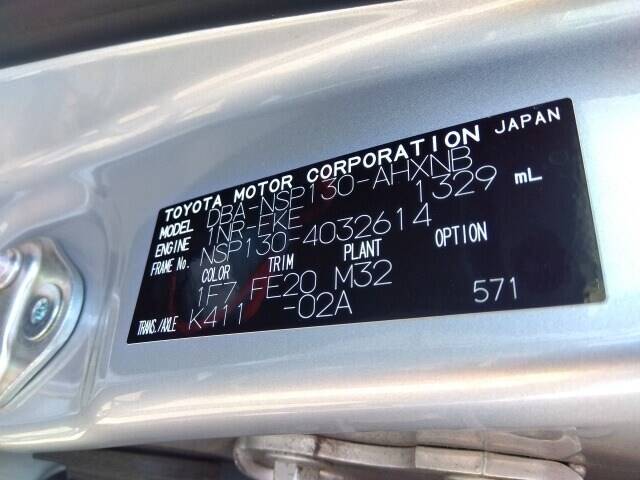 TOYOTA MOTOR CORPORATION JAPAN
MODEL DBA-NSP130-AHXNB
ENGINE 1NR-FKE 1329 mL
FRAME No. NSP130-4032614
COLOR TRIM PLANT OPTION
1F7 FE20 M32
TRANS./AXLE K411 -02A 571